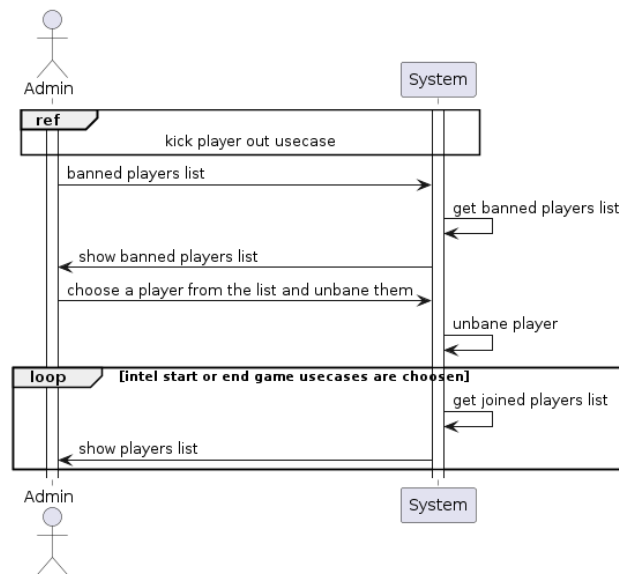 Admin
System
ref
kick player out usecase
banned players list
get banned players list
show banned players list
choose a player from the list and unbane them
unbane player
loop [intel start or end game usecases are choosen]
get joined players list
show players list
Admin
System